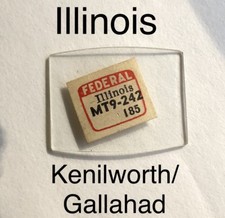 Illinois
FEDERAL
Illinois
MT9-242
185
Kenilworth/
Gallahad